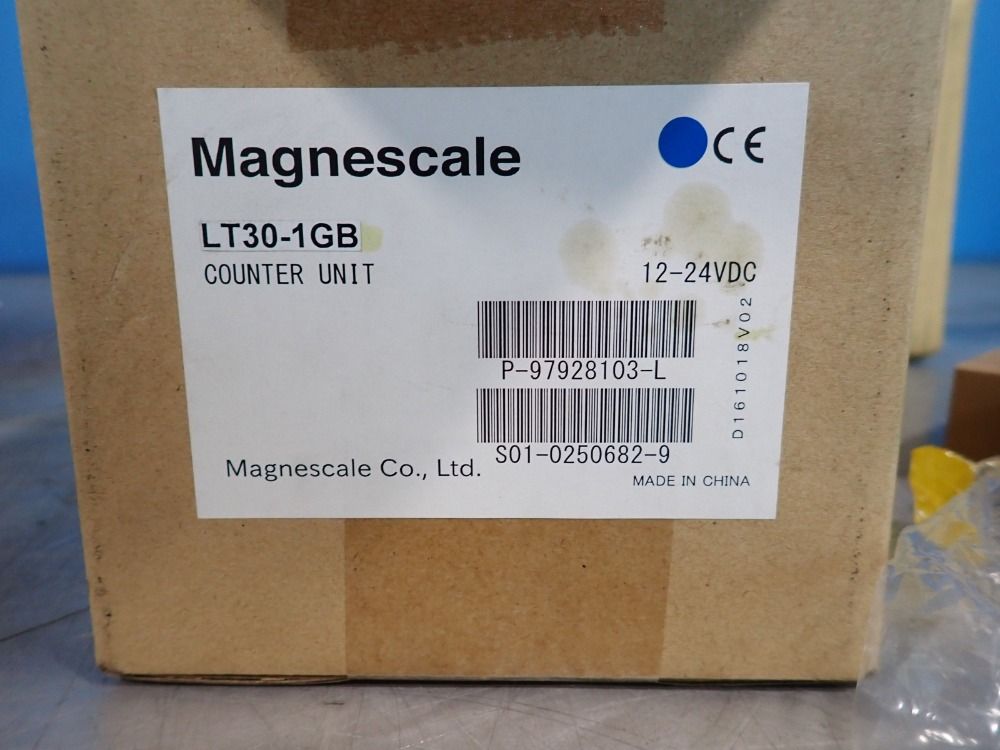 Magnescale
CE
LT30-1GB
COUNTER UNIT
12-24VDC
P-97928103-L
S01-0250682-9
D161018V02
Magnescale Co., Ltd.
MADE IN CHINA